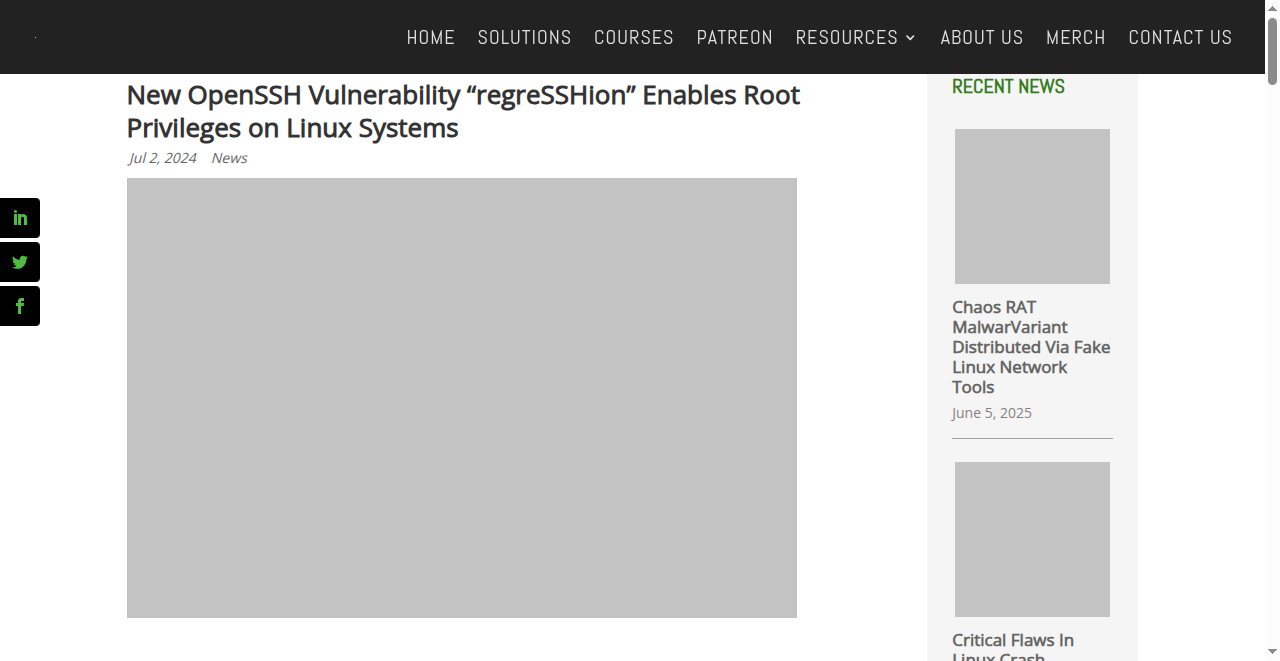 HOME SOLUTIONS COURSES PATREON RESOURCES ABOUT US MERCH CONTACT US
New OpenSSH Vulnerability “regreSSHion” Enables Root
Privileges on Linux Systems
Jul 2, 2024 News
RECENT NEWS
Chaos RAT
MalwarVariant
Distributed Via Fake
Linux Network
Tools
June 5, 2025
Critical Flaws In
Linux Crash